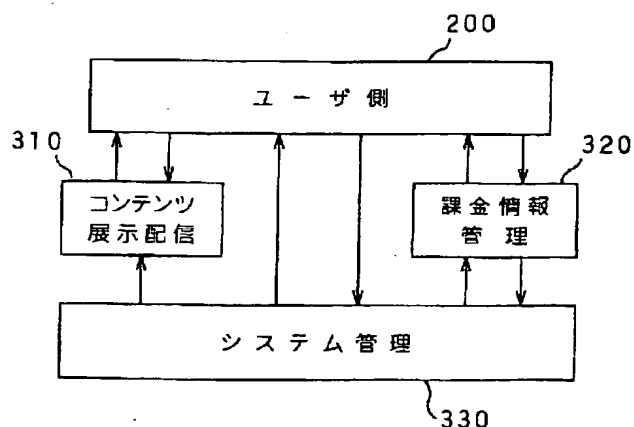 200
ユーザ側
310
320
コンテンツ
展示配信
課金情報
管理
システム管理
330